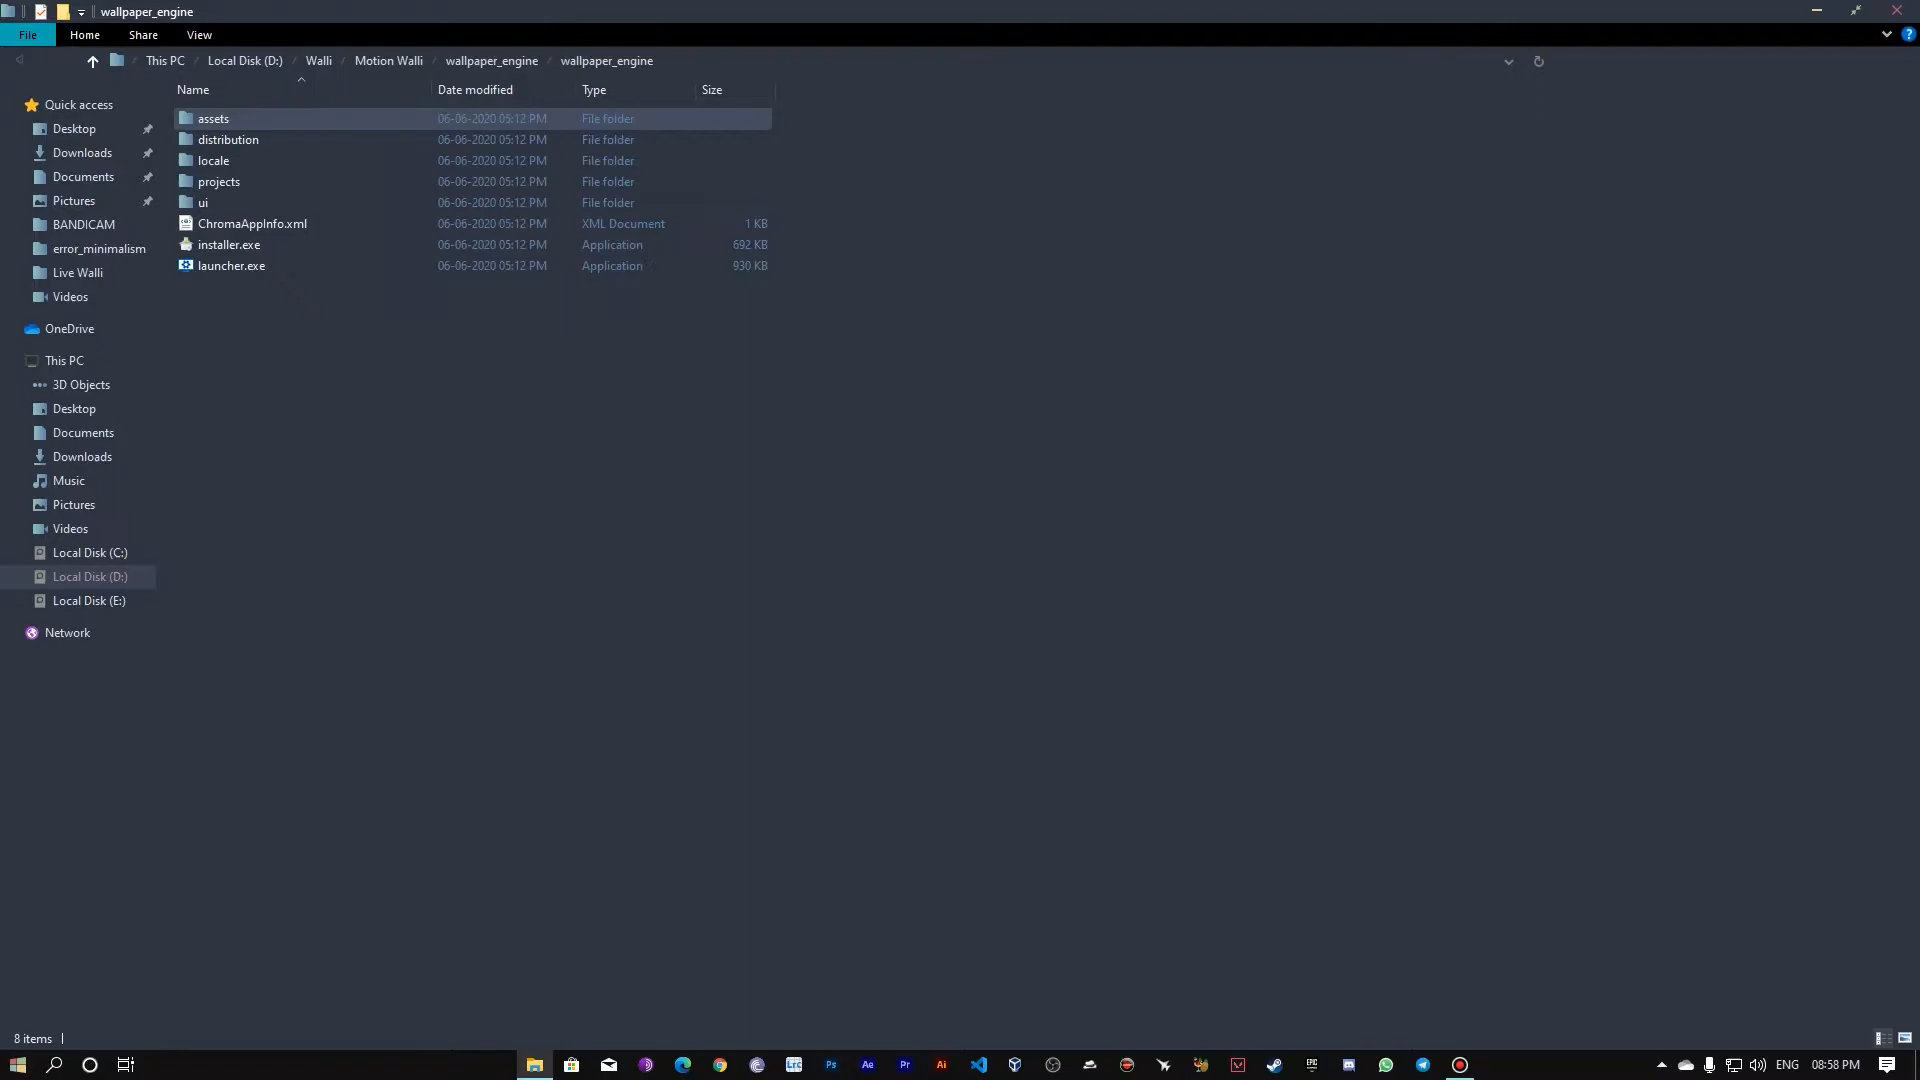 wallpaper_engine
File Home Share View
This PC Local Disk (D:) Walli Motion Walli wallpaper_engine wallpaper_engine
Name Date modified Type Size
Quick access
Desktop
Downloads
Documents
Pictures
BANDICAM
error_minimalism
Live Walli
Videos
OneDrive
This PC
3D Objects
Desktop
Documents
Downloads
Music
Pictures
Videos
Local Disk (C:)
Local Disk (D:)
Local Disk (E:)
Network
assets 06-06-2020 05:12 PM File folder
distribution 06-06-2020 05:12 PM File folder
locale 06-06-2020 05:12 PM File folder
projects 06-06-2020 05:12 PM File folder
ui 06-06-2020 05:12 PM File folder
ChromaAppInfo.xml 06-06-2020 05:12 PM XML Document 1 KB
installer.exe 06-06-2020 05:12 PM Application 692 KB
launcher.exe 06-06-2020 05:12 PM Application 930 KB
8 items
Lrc Ps Ae Pr Ai EPIC ENG 08:58 PM